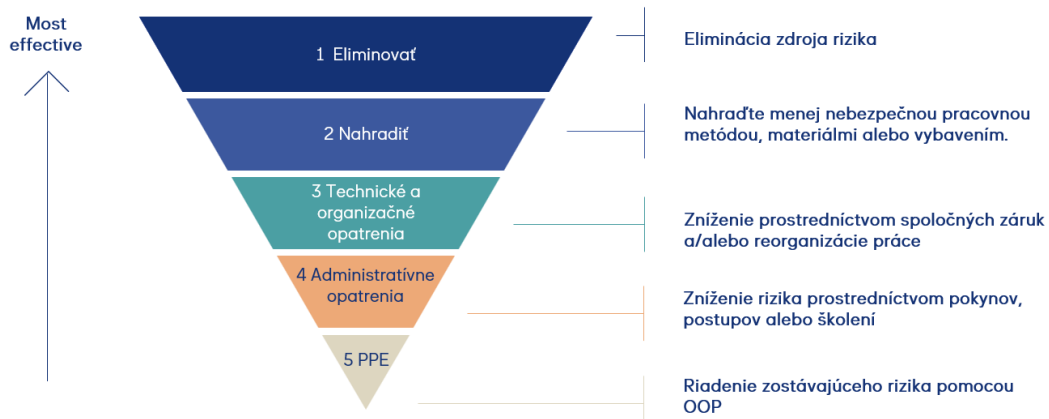 Most
effective
1 Eliminovať
Eliminácia zdroja rizika
2 Nahradiť
Nahraďte menej nebezpečnou pracovnou
metódou, materiálmi alebo vybavením.
3 Technické a
organizačné
opatrenia
Zníženie prostredníctvom spoločných záruk
a/alebo reorganizácie práce
4 Administratívne
opatrenia
Zníženie rizika prostredníctvom pokynov,
postupov alebo školení
5 PPE
Riadenie zostávajúceho rizika pomocou
OOP